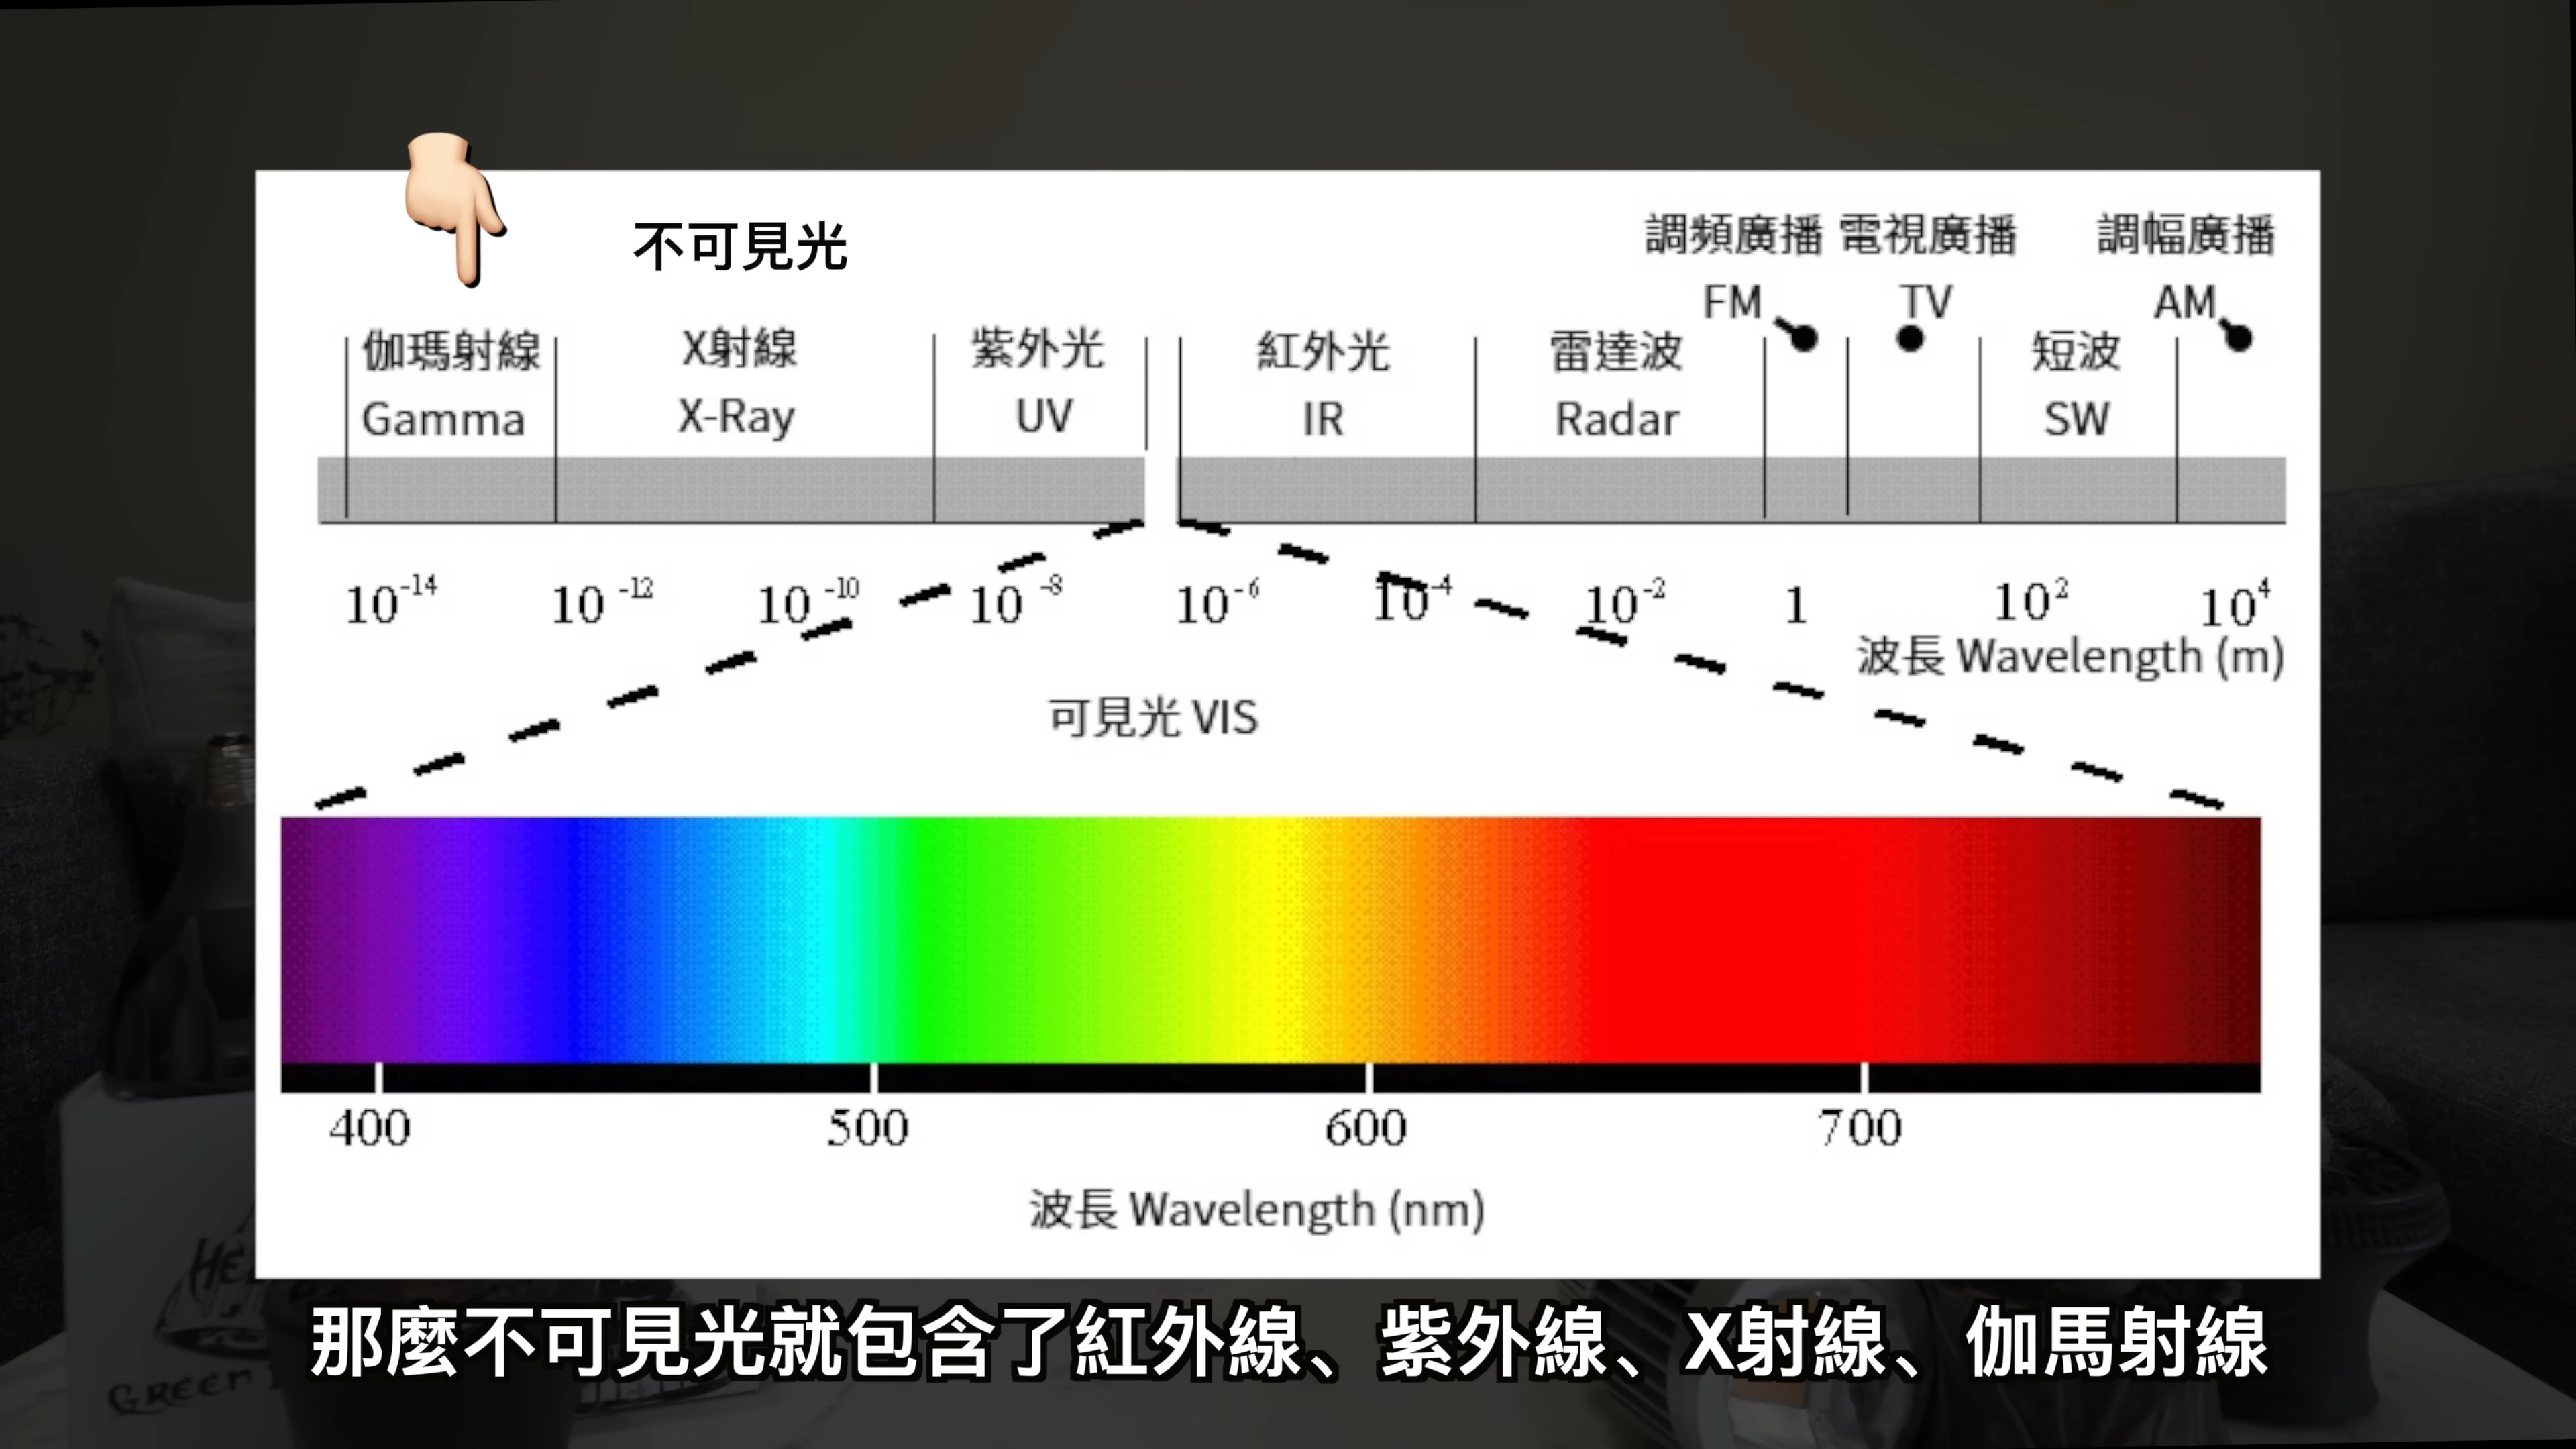 不可見光
調頻廣播 電視廣播 調幅廣播
FM TV AM
伽瑪射線 X射線 紫外光 紅外光 雷達波 短波
Gamma X-Ray UV IR Radar SW
10⁻¹⁴ 10⁻¹² 10⁻¹⁰ 10⁻⁸ 10⁻⁶ 10⁻⁴ 10⁻² 1 10² 10⁴
波長 Wavelength (m)
可見光 VIS
400 500 600 700
波長 Wavelength (nm)
GREEN
那麼不可見光就包含了紅外線、紫外線、X射線、伽馬射線